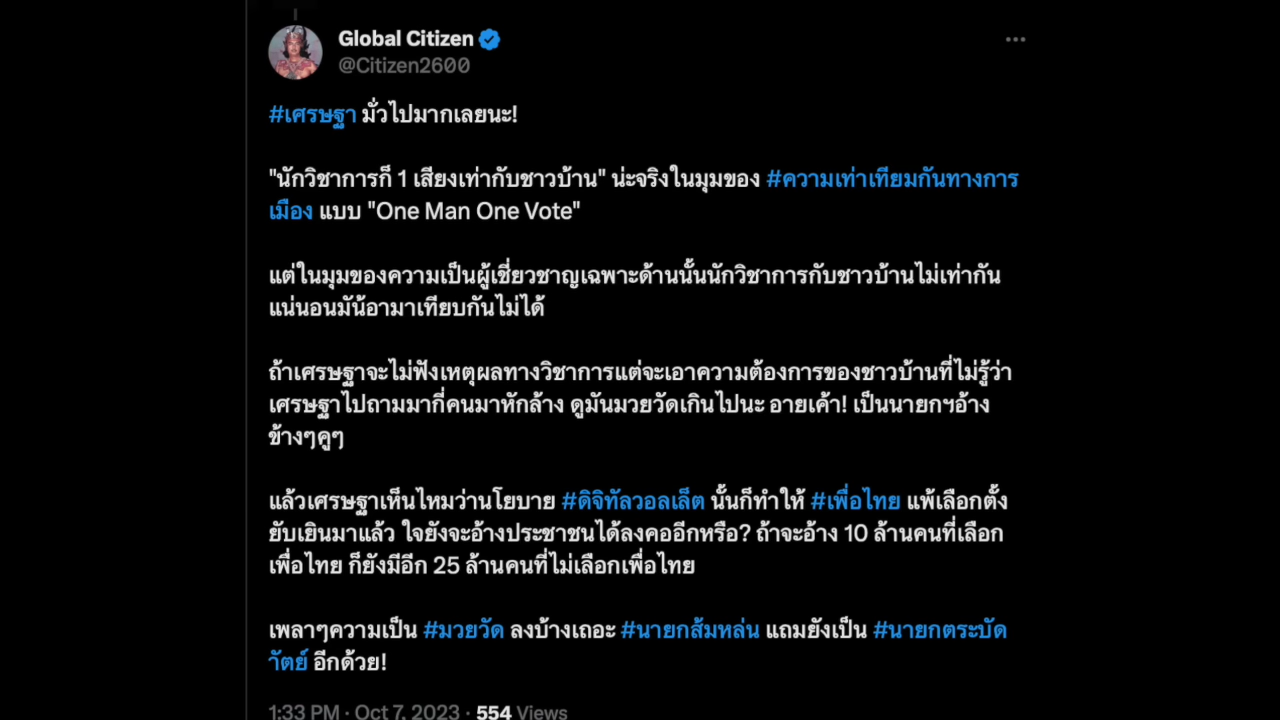 Global Citizen
@Citizen2600
#เศรษฐา มั่วไปมากเลยนะ!
"นักวิชาการก็ 1 เสียงเท่ากับชาวบ้าน" น่ะจริงในมุมของ #ความเท่าเทียมกันทางการ
เมือง แบบ "One Man One Vote"
แต่ในมุมของความเป็นผู้เชี่ยวชาญเฉพาะด้านนั้นนักวิชาการกับชาวบ้านไม่เท่ากัน
แน่นอนมัน้อามาเทียบกันไม่ได้
ถ้าเศรษฐาจะไม่ฟังเหตุผลทางวิชาการแต่จะเอาความต้องการของชาวบ้านที่ไม่รู้ว่า
เศรษฐาไปถามมากี่คนมาหักล้าง ดูมันมวยวัดเกินไปนะ อายเค้า! เป็นนายกฯอ้าง
ข้างๆคูๆ
แล้วเศรษฐาเห็นไหมว่านโยบาย #ดิจิทัลวอลเล็ต นั้นก็ทำให้ #เพื่อไทย แพ้เลือกตั้ง
ยับเยินมาแล้ว ใจยังจะอ้างประชาชนได้ลงคออีกหรือ? ถ้าจะอ้าง 10 ล้านคนที่เลือก
เพื่อไทย ก็ยังมีอีก 25 ล้านคนที่ไม่เลือกเพื่อไทย
เพลาๆความเป็น #มวยวัด ลงบ้างเถอะ #นายกส้มหล่น แถมยังเป็น #นายกตระบัด
วัตย์ อีกด้วย!
1:33 PM · Oct 7, 2023 · 554 Views